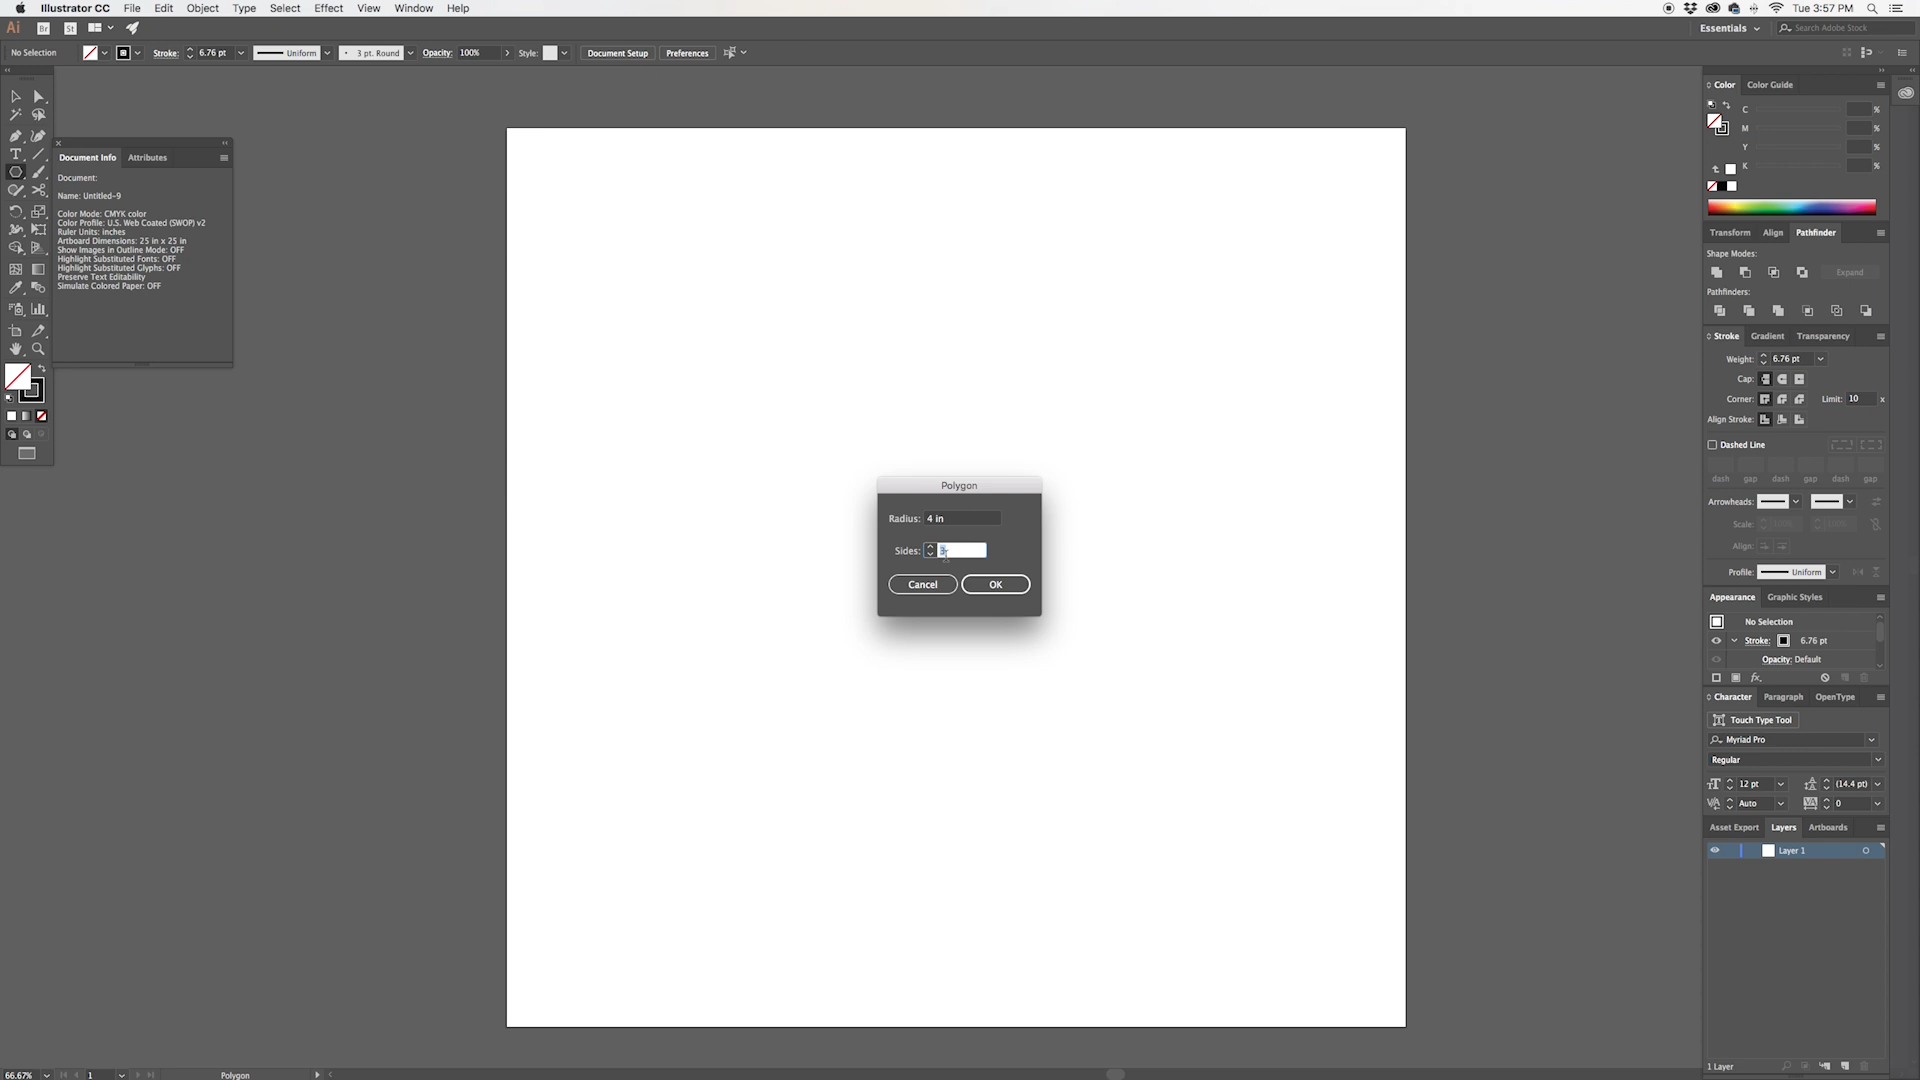 Illustrator CC File Edit Object Type Select Effect View Window Help
Tue 3:57 PM
Ai Br St
Essentials
Search Adobe Stock
No Selection
Stroke: 6.76 pt
Uniform
3 pt. Round
Opacity: 100%
Style:
Document Setup
Preferences
Document Info Attributes
Document:
Name: Untitled-9
Color Mode: CMYK color
Color Profile: U.S. Web Coated (SWOP) v2
Ruler Units: inches
Artboard Dimensions: 25 in x 25 in
Show Images in Outline Mode: OFF
Highlight Substituted Fonts: OFF
Highlight Substituted Glyphs: OFF
Preserve Text Editability
Simulate Colored Paper: OFF
Polygon
Radius: 4 in
Sides: 3
Cancel OK
Color Color Guide
C %
M %
Y %
K %
Transform Align Pathfinder
Shape Modes:
Expand
Pathfinders:
Stroke Gradient Transparency
Weight: 6.76 pt
Cap:
Corner: Limit: 10 x
Align Stroke:
Dashed Line
dash gap dash gap dash gap
Arrowheads:
Scale: 100% 100%
Align:
Profile: Uniform
Appearance Graphic Styles
No Selection
Stroke: 6.76 pt
Opacity: Default
fx
Character Paragraph OpenType
Touch Type Tool
Myriad Pro
Regular
12 pt (14.4 pt)
Auto 0
Asset Export Layers Artboards
Layer 1
1 Layer
66.67% 1 Polygon